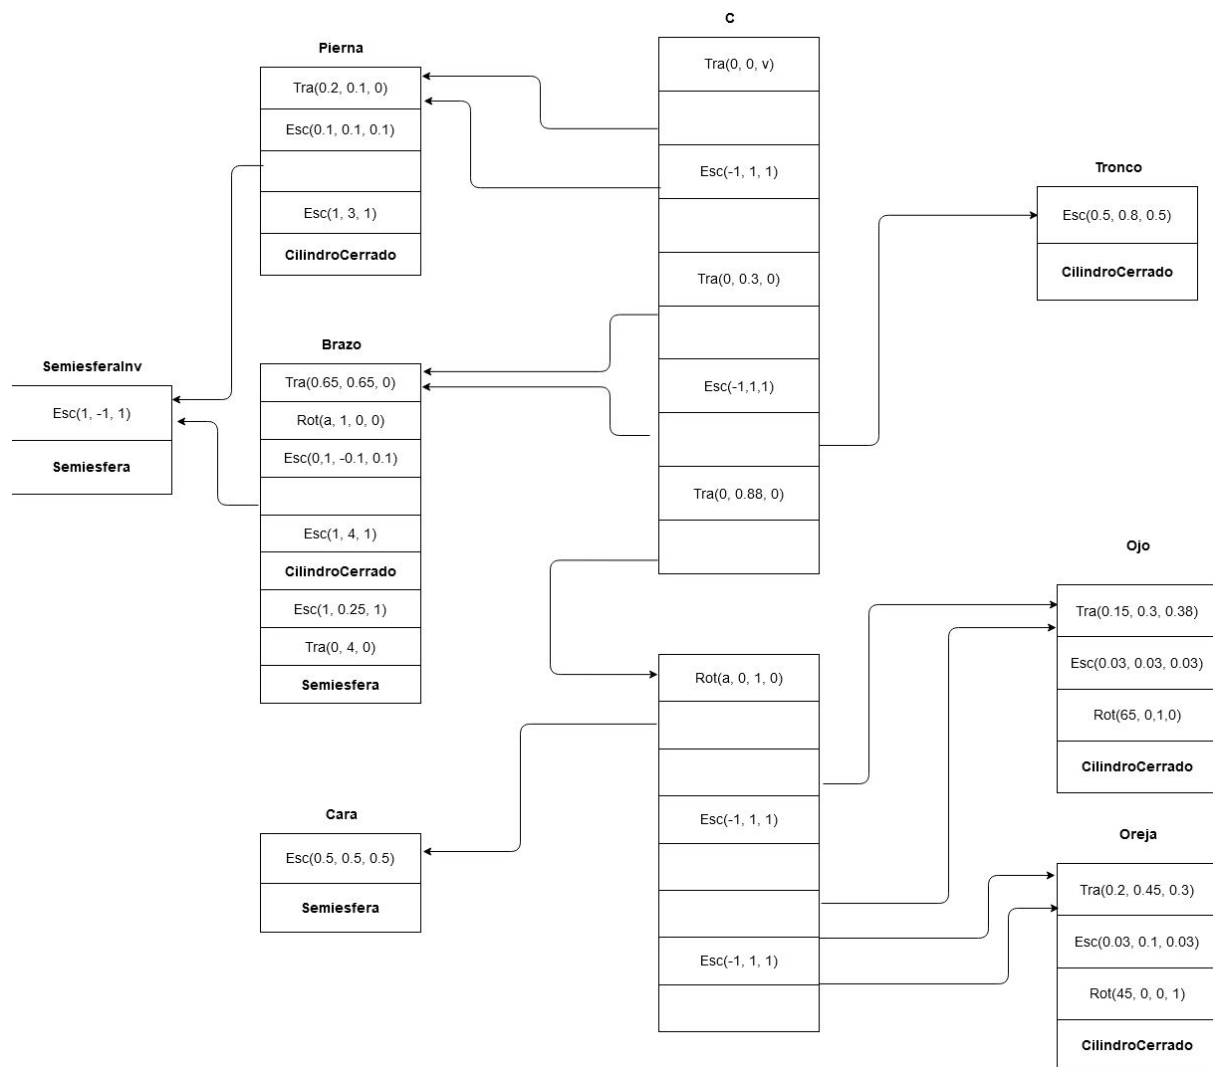 C
Tra(0, 0, v)
Esc(-1, 1, 1)
Tra(0, 0.3, 0)
Esc(-1,1,1)
Tra(0, 0.88, 0)
Pierna
Tra(0.2, 0.1, 0)
Esc(0.1, 0.1, 0.1)
Esc(1, 3, 1)
CilindroCerrado
Tronco
Esc(0.5, 0.8, 0.5)
CilindroCerrado
SemiesferaInv
Esc(1, -1, 1)
Semiesfera
Brazo
Tra(0.65, 0.65, 0)
Rot(a, 1, 0, 0)
Esc(0,1, -0.1, 0.1)
Esc(1, 4, 1)
CilindroCerrado
Esc(1, 0.25, 1)
Tra(0, 4, 0)
Semiesfera
Rot(a, 0, 1, 0)
Esc(-1, 1, 1)
Esc(-1, 1, 1)
Ojo
Tra(0.15, 0.3, 0.38)
Esc(0.03, 0.03, 0.03)
Rot(65, 0,1,0)
CilindroCerrado
Cara
Esc(0.5, 0.5, 0.5)
Semiesfera
Oreja
Tra(0.2, 0.45, 0.3)
Esc(0.03, 0.1, 0.03)
Rot(45, 0, 0, 1)
CilindroCerrado